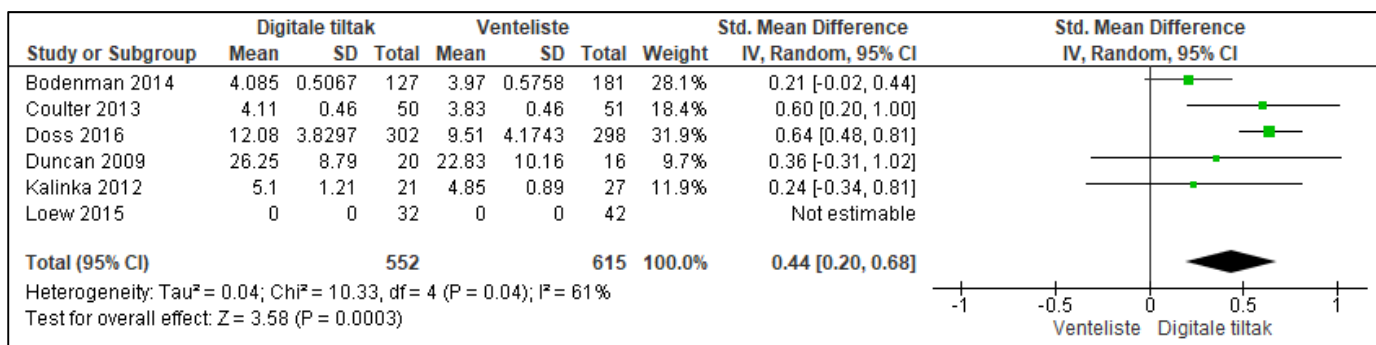 Digitale tiltak Venteliste Std. Mean Difference Std. Mean Difference
Study or Subgroup Mean SD Total Mean SD Total Weight IV, Random, 95% CI IV, Random, 95% CI
Bodenman 2014 4.085 0.5067 127 3.97 0.5758 181 28.1% 0.21 [-0.02, 0.44]
Coulter 2013 4.11 0.46 50 3.83 0.46 51 18.4% 0.60 [0.20, 1.00]
Doss 2016 12.08 3.8297 302 9.51 4.1743 298 31.9% 0.64 [0.48, 0.81]
Duncan 2009 26.25 8.79 20 22.83 10.16 16 9.7% 0.36 [-0.31, 1.02]
Kalinka 2012 5.1 1.21 21 4.85 0.89 27 11.9% 0.24 [-0.34, 0.81]
Loew 2015 0 0 32 0 0 42 Not estimable
Total (95% CI) 552 615 100.0% 0.44 [0.20, 0.68]
Heterogeneity: Tau² = 0.04; Chi² = 10.33, df = 4 (P = 0.04); I² = 61%
Test for overall effect: Z = 3.58 (P = 0.0003)
-1 -0.5 0 0.5 1
Venteliste Digitale tiltak